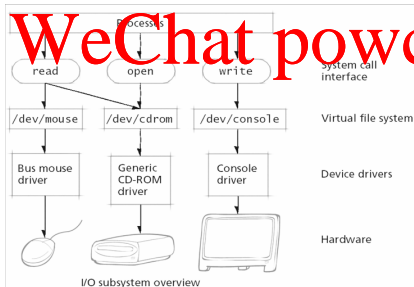 Processes
WeChat powe
read open write System call interface
/dev/mouse /dev/cdrom /dev/console Virtual file system
Bus mouse driver Generic CD-ROM driver Console driver Device drivers
Hardware
I/O subsystem overview